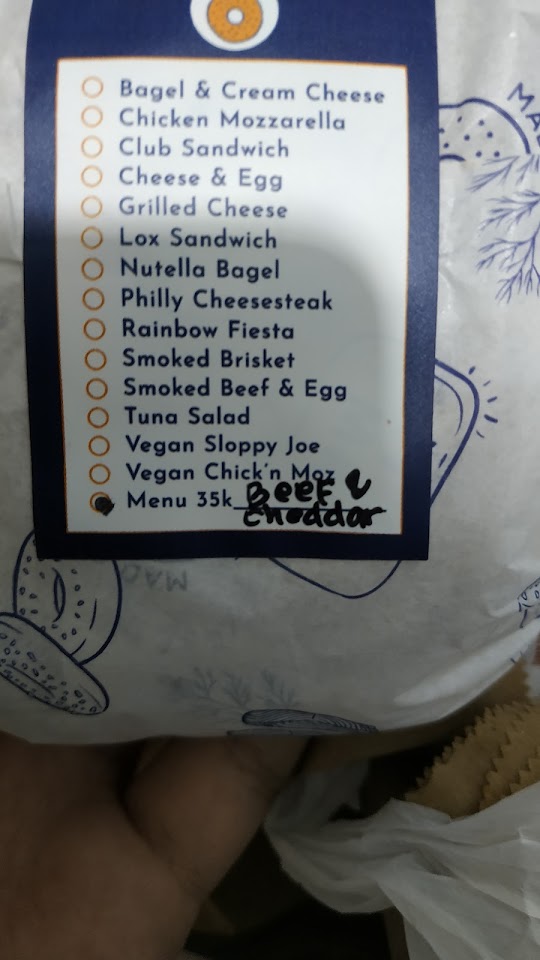 Bagel & Cream Cheese
Chicken Mozzarella
Club Sandwich
Cheese & Egg
Grilled Cheese
Lox Sandwich
Nutella Bagel
Philly Cheesesteak
Rainbow Fiesta
Smoked Brisket
Smoked Beef & Egg
Tuna Salad
Vegan Sloppy Joe
Vegan Chick'n Moz
Menu 35k Beef &
Cheddar